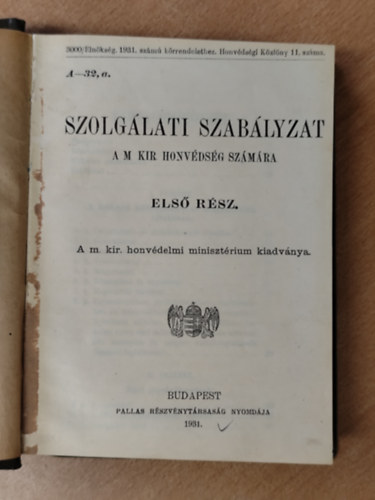 3000/Elnökség. 1931. számú körrendelethez. Honvédségi Közlöny 11. szám.
A—32, a.
SZOLGÁLATI SZABÁLYZAT
A M KIR HONVÉDSÉG SZÁMÁRA
ELSŐ RÉSZ.
A m. kir. honvédelmi minisztérium kiadványa.
BUDAPEST
PALLAS RÉSZVÉNYTÁRSASÁG NYOMDÁJA
1931.